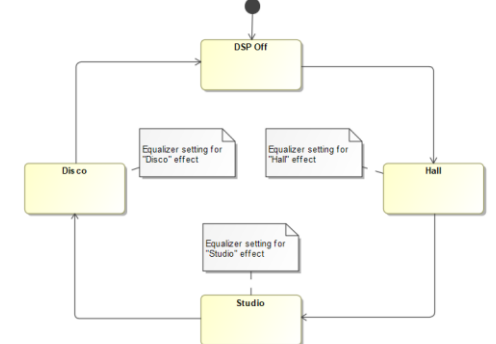 DSP Off
Equalizer setting for
"Disco" effect
Equalizer setting for
"Hall" effect
Disco
Hall
Equalizer setting for
"Studio" effect
Studio